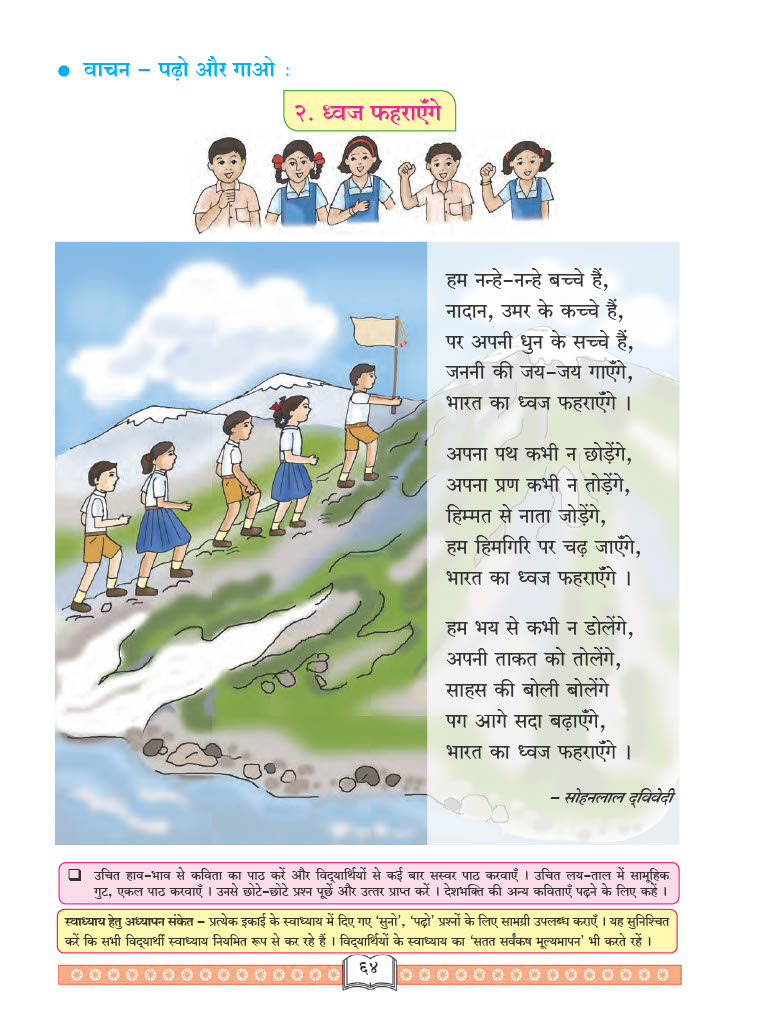 ● वाचन – पढ़ो और गाओ :
२. ध्वज फहराएँगे
हम नन्हे-नन्हे बच्चे हैं,
नादान, उमर के कच्चे हैं,
पर अपनी धुन के सच्चे हैं,
जननी की जय-जय गाएँगे,
भारत का ध्वज फहराएँगे ।
अपना पथ कभी न छोड़ेंगे,
अपना प्रण कभी न तोड़ेंगे,
हिम्मत से नाता जोड़ेंगे,
हम हिमगिरि पर चढ़ जाएँगे,
भारत का ध्वज फहराएँगे ।
हम भय से कभी न डोलेंगे,
अपनी ताकत को तोलेंगे,
साहस की बोली बोलेंगे
पग आगे सदा बढ़ाएँगे,
भारत का ध्वज फहराएँगे ।
– सोहनलाल द्‌विवेदी
❑ उचित हाव-भाव से कविता का पाठ करें और विद्‌यार्थियों से कई बार सस्वर पाठ करवाएँ । उचित लय-ताल में सामूहिक
गुट, एकल पाठ करवाएँ । उनसे छोटे-छोटे प्रश्न पूछें और उत्तर प्राप्त करें । देशभक्ति की अन्य कविताएँ पढ़ने के लिए कहें ।
स्वाध्याय हेतु अध्यापन संकेत – प्रत्येक इकाई के स्वाध्याय में दिए गए ‘सुनो’, ‘पढ़ो’ प्रश्नों के लिए सामग्री उपलब्ध कराएँ । यह सुनिश्चित
करें कि सभी विद्‌यार्थी स्वाध्याय नियमित रूप से कर रहे हैं । विद्‌यार्थियों के स्वाध्याय का ‘सतत सर्वंकष मूल्यमापन’ भी करते रहें ।
६४